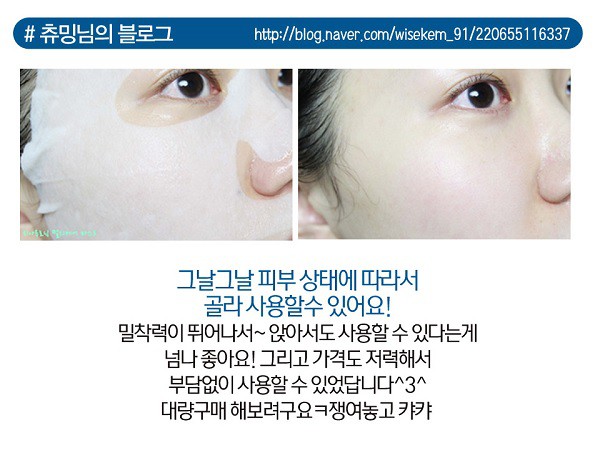 # 츄밍님의 블로그
http://blog.naver.com/wisekem_91/220655116337
그날그날 피부 상태에 따라서
골라 사용할수 있어요!
밀착력이 뛰어나서~ 앉아서도 사용할 수 있다는게
넘나 좋아요! 그리고 가격도 저력해서
부담없이 사용할 수 있었답니다^3^
대량구매 해보려구요ㅋ쟁여놓고 캬캬